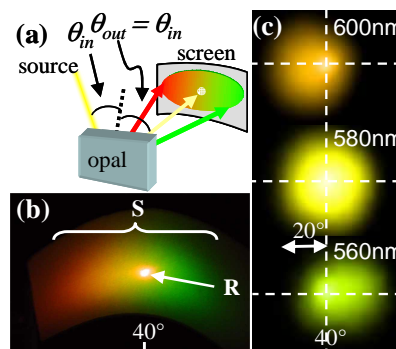 (a)
θin
θout = θin
source
screen
opal
(b)
S
R
40°
(c)
600nm
580nm
20°
560nm
40°